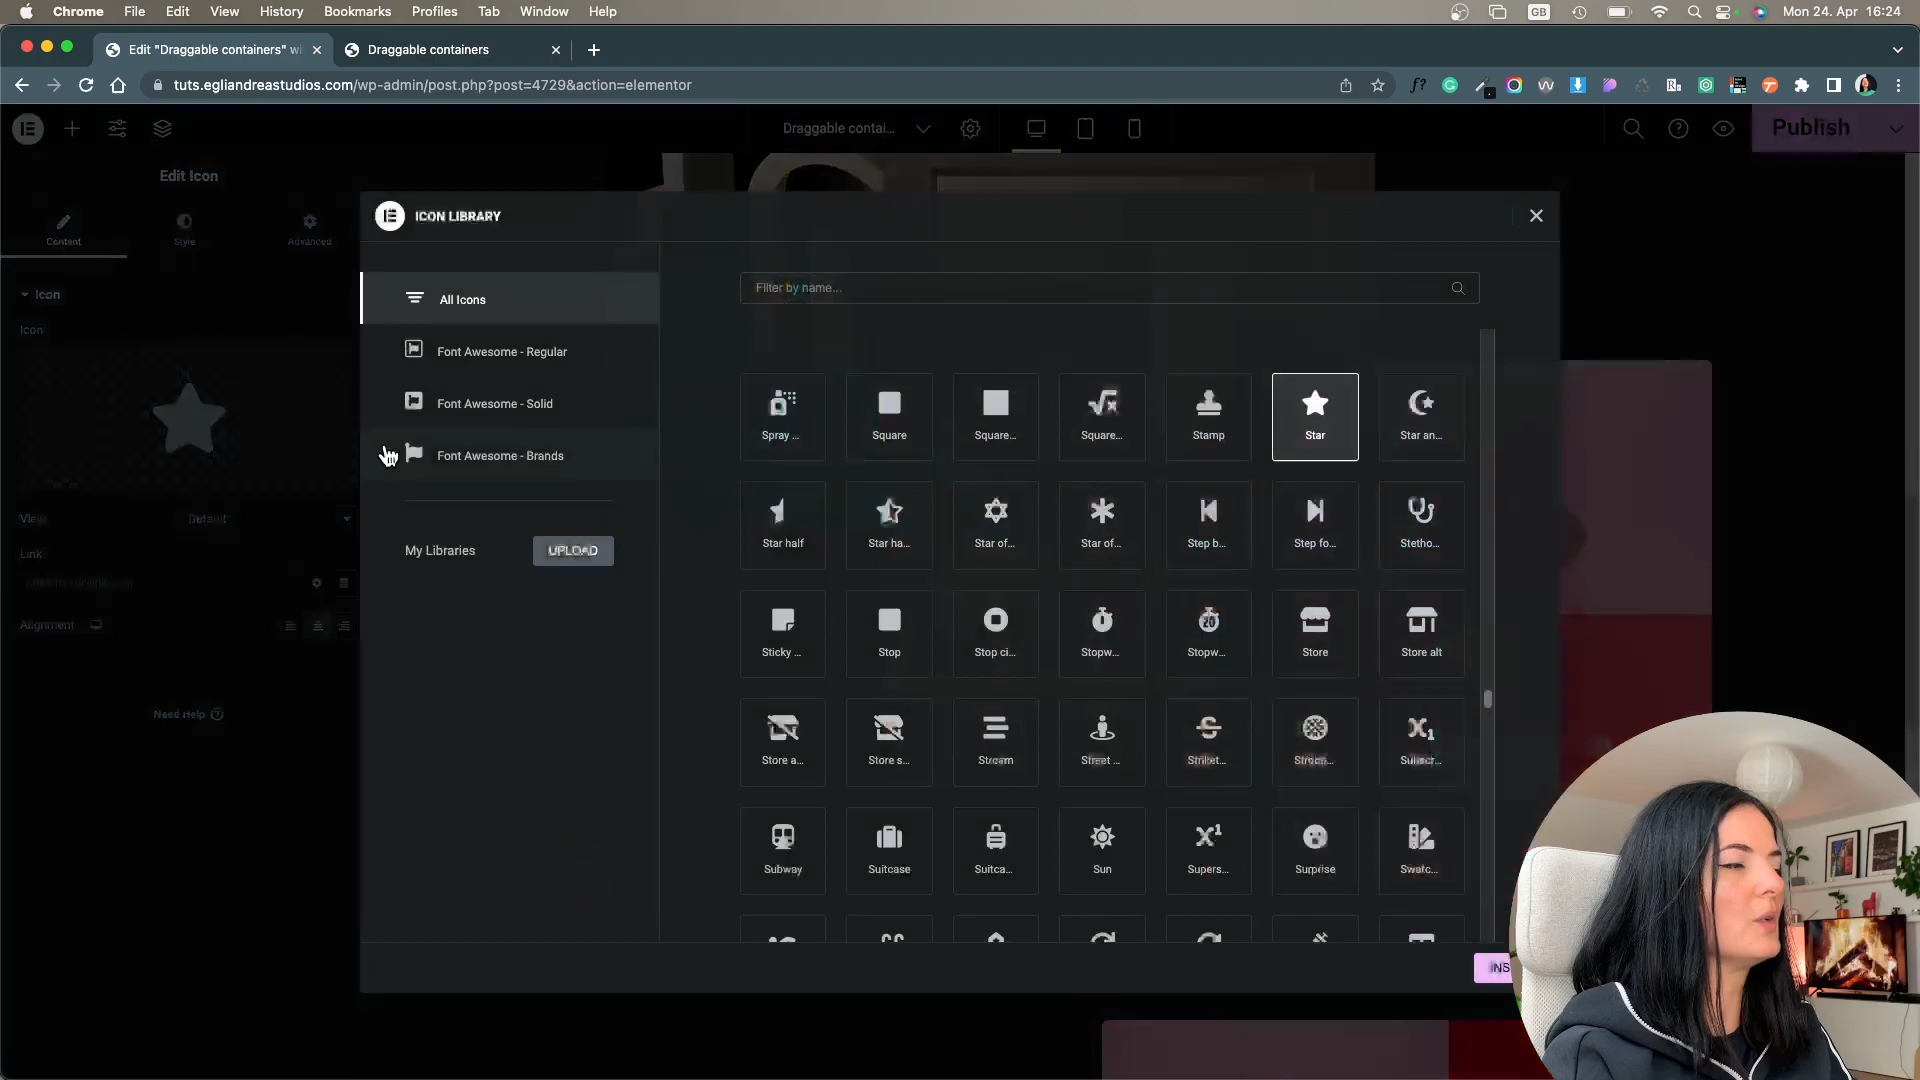 Chrome File Edit View History Bookmarks Profiles Tab Window Help GB Mon 24. Apr 16:24
Edit "Draggable containers" wi Draggable containers
tuts.egliandreastudios.com/wp-admin/post.php?post=4729&action=elementor
Draggable contai... Publish
Edit Icon
Content Style Advanced
Icon
Icon
View Default
Link
Alignment
Need Help
ICON LIBRARY
All Icons
Font Awesome - Regular
Font Awesome - Solid
Font Awesome - Brands
My Libraries UPLOAD
Filter by name...
Spray ... Square Square... Square... Stamp Star Star an...
Star half Star ha... Star of... Star of... Step b... Step fo... Stetho...
Sticky ... Stop Stop ci... Stopw... Stopw... Store Store alt
Store a... Store s... Stream Street ... Striket... Stroop... Subscr...
Subway Suitcase Suitca... Sun Supers... Surprise Swatc...
INS